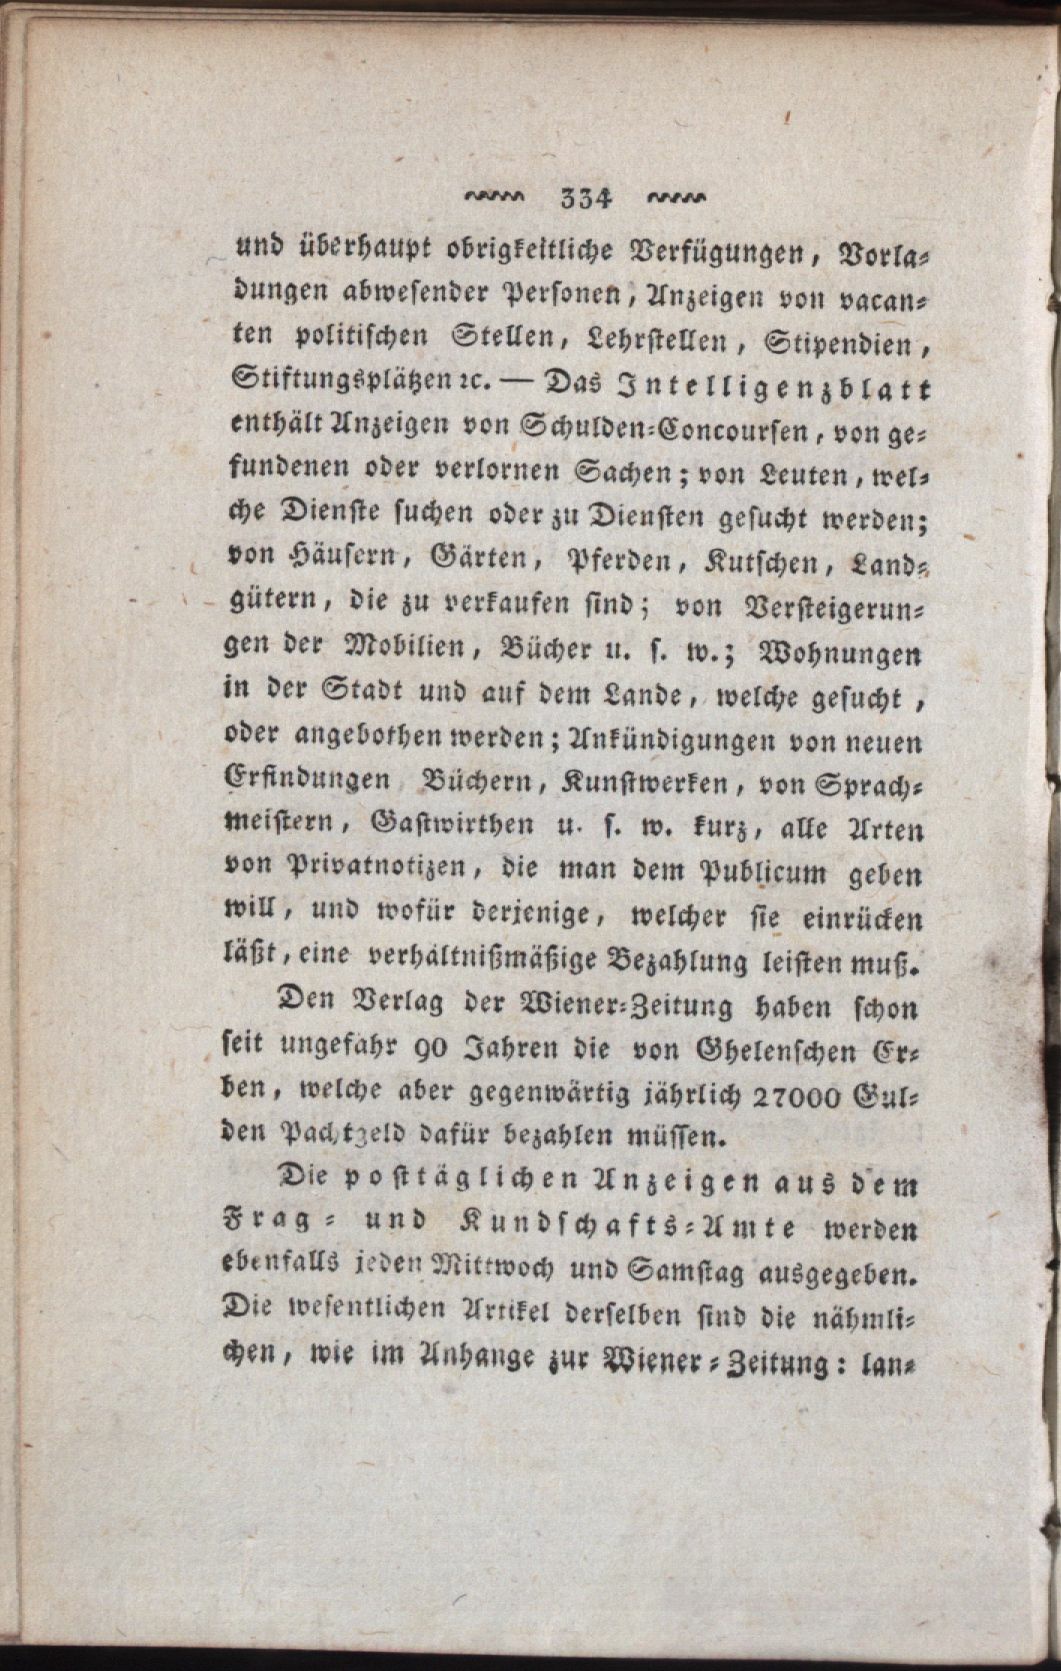 334
und überhaupt obrigkeitliche Verfügungen, Vorla-
dungen abwesender Personen, Anzeigen von vacan-
ten politischen Stellen, Lehrstellen, Stipendien,
Stiftungsplätzen ꝛc. — Das Intelligenzblatt
enthält Anzeigen von Schulden-Concoursen, von ge-
fundenen oder verlornen Sachen; von Leuten, wel-
che Dienste suchen oder zu Diensten gesucht werden;
von Häusern, Gärten, Pferden, Kutschen, Land-
gütern, die zu verkaufen sind; von Versteigerun-
gen der Mobilien, Bücher u. s. w.; Wohnungen
in der Stadt und auf dem Lande, welche gesucht,
oder angebothen werden; Ankündigungen von neuen
Erfindungen Büchern, Kunstwerken, von Sprach-
meistern, Gastwirthen u. s. w. kurz, alle Arten
von Privatnotizen, die man dem Publicum geben
will, und wofür derjenige, welcher sie einrücken
läßt, eine verhältnißmäßige Bezahlung leisten muß.
Den Verlag der Wiener-Zeitung haben schon
seit ungefähr 90 Jahren die von Ghelenschen Er-
ben, welche aber gegenwärtig jährlich 27000 Gul-
den Pachtgeld dafür bezahlen müssen.
Die posttäglichen Anzeigen aus dem
Frag- und Kundschafts-Amte werden
ebenfalls jeden Mittwoch und Samstag ausgegeben.
Die wesentlichen Artikel derselben sind die nähmli-
chen, wie im Anhange zur Wiener-Zeitung: lan-